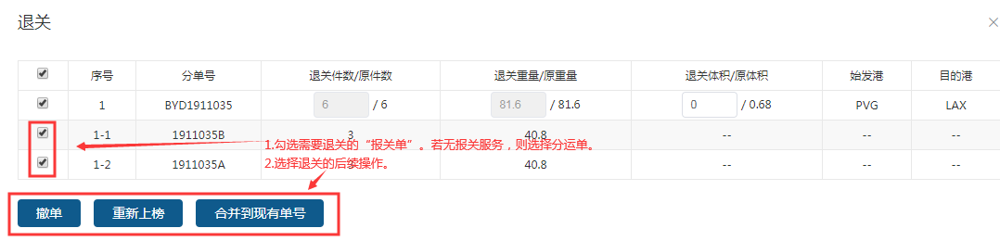 退关
序号 分单号 退关件数/原件数 退关重量/原重量 退关体积/原体积 始发港 目的港
1 BYD1911035 6 / 6 81.6 / 81.6 0 / 0.68 PVG LAX
1-1 1911035B 3 40.8 -- -- --
1.勾选需要退关的“报关单”。若无报关服务，则选择分运单。
1-2 1911035A 40.8 -- -- --
2.选择退关的后续操作。
撤单 重新上榜 合并到现有单号